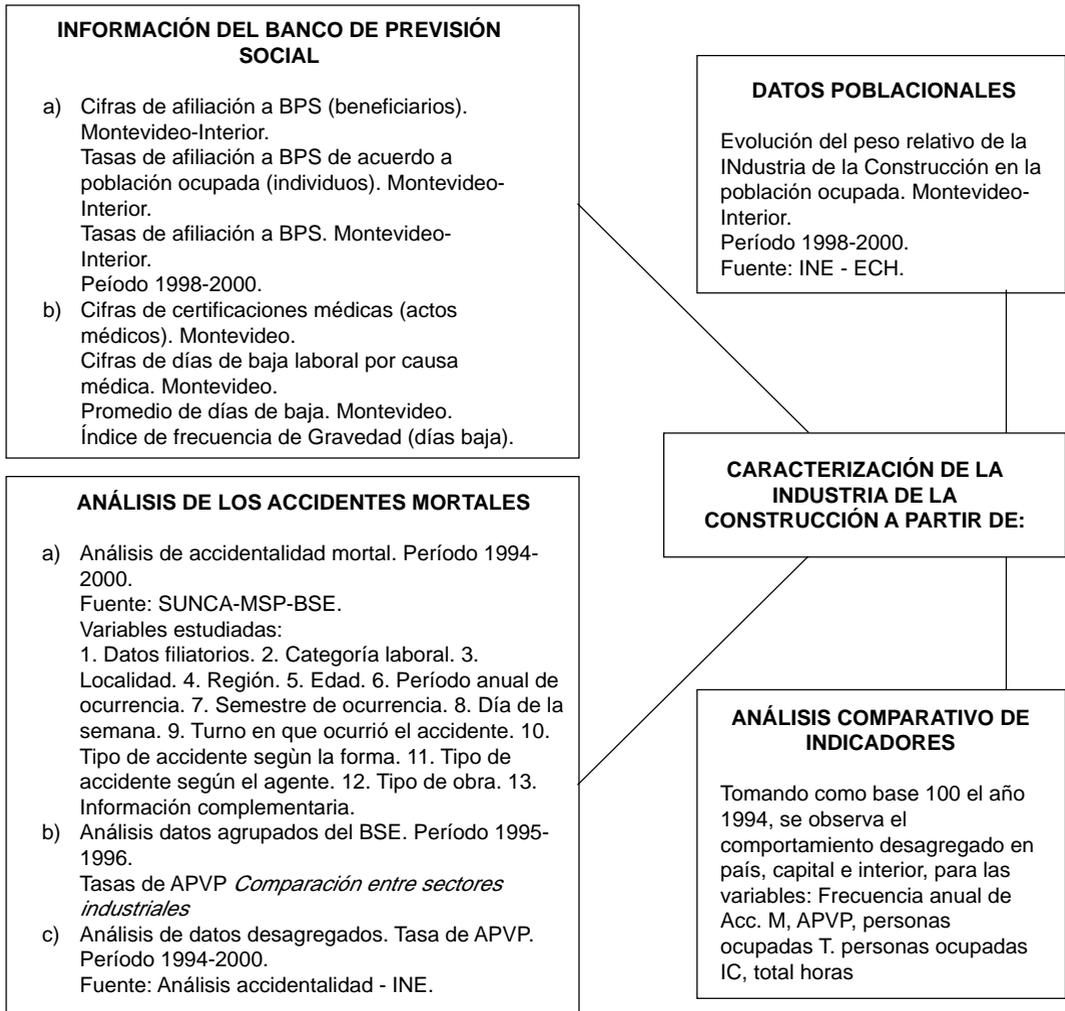 INFORMACIÓN DEL BANCO DE PREVISIÓN
SOCIAL
a) Cifras de afiliación a BPS (beneficiarios).
Montevideo-Interior.
Tasas de afiliación a BPS de acuerdo a
población ocupada (individuos). Montevideo-
Interior.
Tasas de afiliación a BPS. Montevideo-
Interior.
Peíodo 1998-2000.
b) Cifras de certificaciones médicas (actos
médicos). Montevideo.
Cifras de días de baja laboral por causa
médica. Montevideo.
Promedio de días de baja. Montevideo.
Índice de frecuencia de Gravedad (días baja).
DATOS POBLACIONALES
Evolución del peso relativo de la
INdustria de la Construcción en la
población ocupada. Montevideo-
Interior.
Período 1998-2000.
Fuente: INE - ECH.
CARACTERIZACIÓN DE LA
INDUSTRIA DE LA
CONSTRUCCIÓN A PARTIR DE:
ANÁLISIS DE LOS ACCIDENTES MORTALES
a) Análisis de accidentalidad mortal. Período 1994-
2000.
Fuente: SUNCA-MSP-BSE.
Variables estudiadas:
1. Datos filiatorios. 2. Categoría laboral. 3.
Localidad. 4. Región. 5. Edad. 6. Período anual de
ocurrencia. 7. Semestre de ocurrencia. 8. Día de la
semana. 9. Turno en que ocurrió el accidente. 10.
Tipo de accidente segùn la forma. 11. Tipo de
accidente según el agente. 12. Tipo de obra. 13.
Información complementaria.
b) Análisis datos agrupados del BSE. Período 1995-
1996.
Tasas de APVP Comparación entre sectores
industriales
c) Análisis de datos desagregados. Tasa de APVP.
Período 1994-2000.
Fuente: Análisis accidentalidad - INE.
ANÁLISIS COMPARATIVO DE
INDICADORES
Tomando como base 100 el año
1994, se observa el
comportamiento desagregado en
país, capital e interior, para las
variables: Frecuencia anual de
Acc. M, APVP, personas
ocupadas T. personas ocupadas
IC, total horas